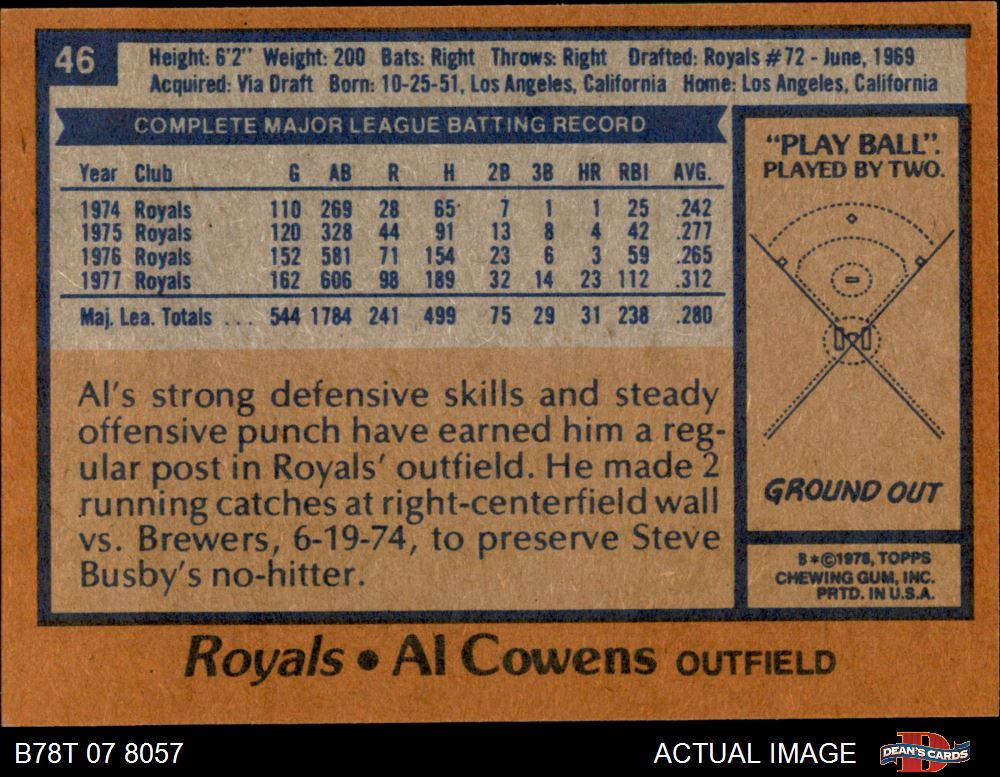 46
Height: 6'2" Weight: 200 Bats: Right Throws: Right Drafted: Royals #72 - June, 1969
Acquired: Via Draft Born: 10-25-51, Los Angeles, California Home: Los Angeles, California
COMPLETE MAJOR LEAGUE BATTING RECORD
Year Club G AB R H 2B 3B HR RBI AVG.
1974 Royals 110 269 28 65 7 1 1 25 .242
1975 Royals 120 328 44 91 13 8 4 42 .277
1976 Royals 152 581 71 154 23 6 3 59 .265
1977 Royals 162 606 98 189 32 14 23 112 .312
Maj. Lea. Totals ... 544 1784 241 499 75 29 31 238 .280
Al's strong defensive skills and steady
offensive punch have earned him a reg-
ular post in Royals' outfield. He made 2
running catches at right-centerfield wall
vs. Brewers, 6-19-74, to preserve Steve
Busby's no-hitter.
"PLAY BALL".
PLAYED BY TWO.
GROUND OUT
B*©1978, TOPPS
CHEWING GUM, INC.
PRTD. IN U.S.A.
Royals • Al Cowens OUTFIELD
B78T 07 8057
ACTUAL IMAGE
DEAN'S CARDS